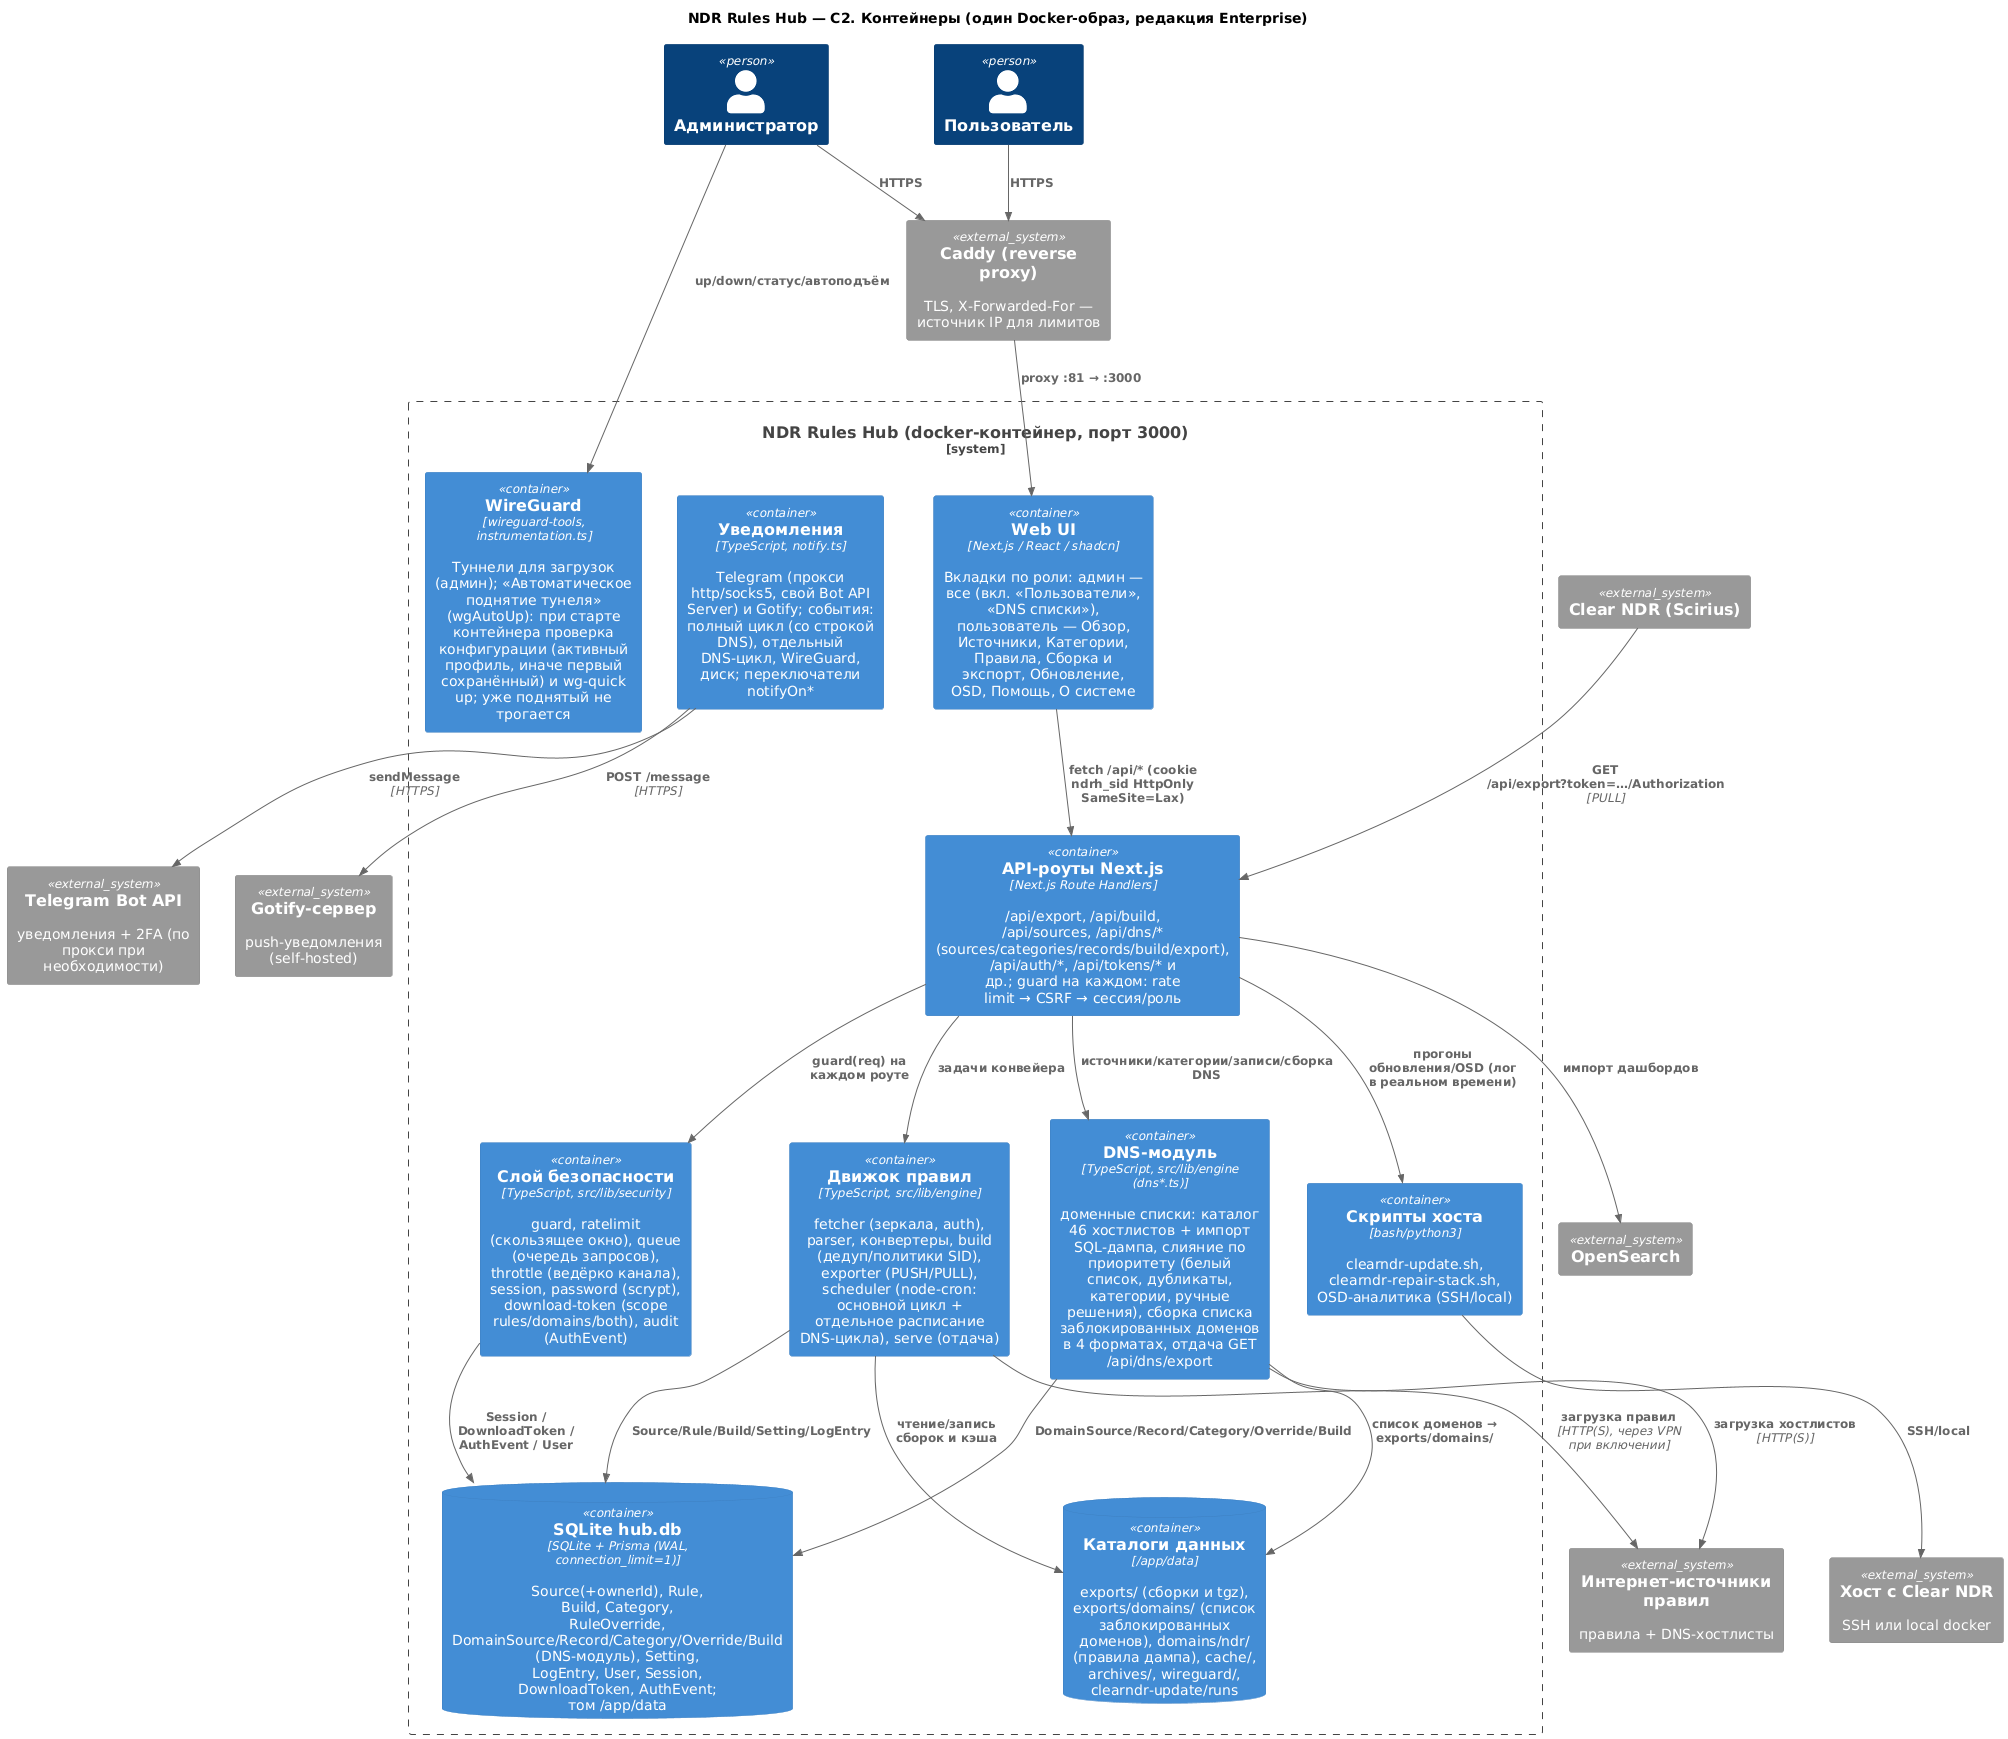 NDR Rules Hub — C2. Контейнеры (один Docker-образ, редакция Enterprise)
«person»
Администратор
«person»
Пользователь
HTTPS
HTTPS
«external_system»
Caddy (reverse
proxy)
TLS, X-Forwarded-For —
источник IP для лимитов
up/down/статус/автоподъём
proxy :81 → :3000
NDR Rules Hub (docker-контейнер, порт 3000)
[system]
«container»
WireGuard
[wireguard-tools,
instrumentation.ts]
Туннели для загрузок
(админ); «Автоматическое
поднятие тунеля»
(wgAutoUp): при старте
контейнера проверка
конфигурации (активный
профиль, иначе первый
сохранённый) и wg-quick
up; уже поднятый не
трогается
«container»
Уведомления
[TypeScript, notify.ts]
Telegram (прокси
http/socks5, свой Bot API
Server) и Gotify; события:
полный цикл (со строкой
DNS), отдельный
DNS-цикл, WireGuard,
диск; переключатели
notifyOn*
«container»
Web UI
[Next.js / React / shadcn]
Вкладки по роли: админ —
все (вкл. «Пользователи»,
«DNS списки»),
пользователь — Обзор,
Источники, Категории,
Правила, Сборка и
экспорт, Обновление,
OSD, Помощь, О системе
«external_system»
Clear NDR (Scirius)
sendMessage
[HTTPS]
POST /message
[HTTPS]
fetch /api/* (cookie
ndrh_sid HttpOnly
SameSite=Lax)
GET
/api/export?token=…/Authorization
[PULL]
«external_system»
Telegram Bot API
уведомления + 2FA (по
прокси при
необходимости)
«external_system»
Gotify-сервер
push-уведомления
(self-hosted)
«container»
API-роуты Next.js
[Next.js Route Handlers]
/api/export, /api/build,
/api/sources, /api/dns/*
(sources/categories/records/build/export),
/api/auth/*, /api/tokens/* и
др.; guard на каждом: rate
limit → CSRF → сессия/роль
guard(req) на
каждом роуте
задачи конвейера
источники/категории/записи/сборка
DNS
прогоны
обновления/OSD (лог
в реальном времени)
импорт дашбордов
«container»
Слой безопасности
[TypeScript, src/lib/security]
guard, ratelimit
(скользящее окно), queue
(очередь запросов),
throttle (ведёрко канала),
session, password (scrypt),
download-token (scope
rules/domains/both), audit
(AuthEvent)
«container»
Движок правил
[TypeScript, src/lib/engine]
fetcher (зеркала, auth),
parser, конвертеры, build
(дедуп/политики SID),
exporter (PUSH/PULL),
scheduler (node-cron:
основной цикл +
отдельное расписание
DNS-цикла), serve (отдача)
«container»
DNS-модуль
[TypeScript, src/lib/engine
(dns*.ts)]
доменные списки: каталог
46 хостлистов + импорт
SQL-дампа, слияние по
приоритету (белый
список, дубликаты,
категории, ручные
решения), сборка списка
заблокированных доменов
в 4 форматах, отдача GET
/api/dns/export
«container»
Скрипты хоста
[bash/python3]
clearndr-update.sh,
clearndr-repair-stack.sh,
OSD-аналитика (SSH/local)
«external_system»
OpenSearch
Session /
DownloadToken /
AuthEvent / User
Source/Rule/Build/Setting/LogEntry
чтение/запись
сборок и кэша
DomainSource/Record/Category/Override/Build
список доменов →
exports/domains/
загрузка правил
[HTTP(S), через VPN
при включении]
загрузка хостлистов
[HTTP(S)]
SSH/local
«container»
SQLite hub.db
[SQLite + Prisma (WAL,
connection_limit=1)]
Source(+ownerId), Rule,
Build, Category,
RuleOverride,
DomainSource/Record/Category/Override/Build
(DNS-модуль), Setting,
LogEntry, User, Session,
DownloadToken, AuthEvent;
том /app/data
«container»
Каталоги данных
[/app/data]
exports/ (сборки и tgz),
exports/domains/ (список
заблокированных
доменов), domains/ndr/
(правила дампа), cache/,
archives/, wireguard/,
clearndr-update/runs
«external_system»
Интернет-источники
правил
правила + DNS-хостлисты
«external_system»
Хост с Clear NDR
SSH или local docker